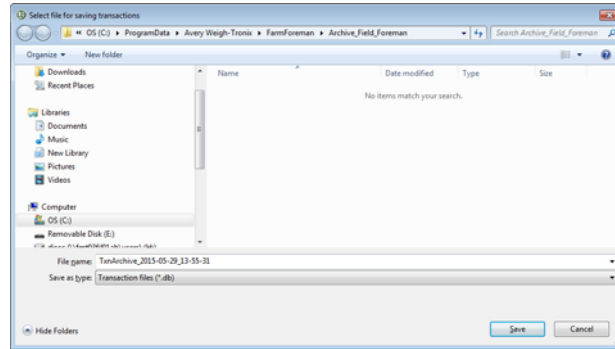 Select file for saving transactions
« OS (C:) ▸ ProgramData ▸ Avery Weigh-Tronix ▸ FarmForeman ▸ Archive_Field_Foreman
Search Archive_Field_Foreman
Organize New folder
Name Date modified Type Size
No items match your search.
Downloads
Recent Places
Libraries
Documents
Music
New Library
Pictures
Videos
Computer
OS (C:)
Removable Disk (E:)
File name: TxnArchive_2015-05-29_13-55-31
Save as type: Transaction files (*.db)
Hide Folders
Save Cancel